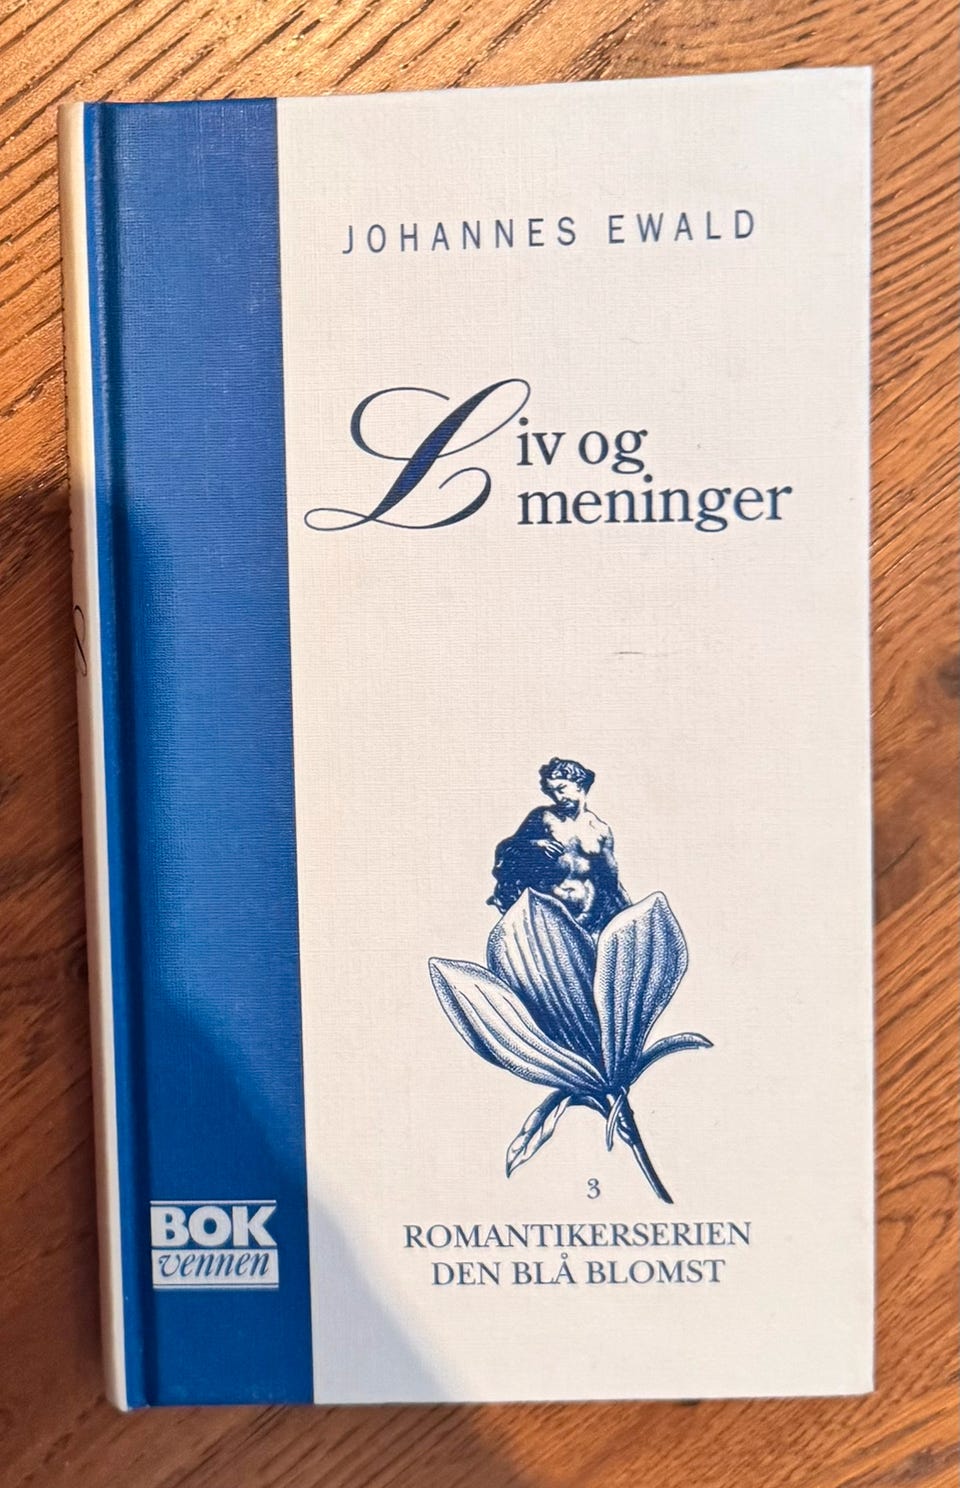 JOHANNES EWALD
Liv og
meninger
3
ROMANTIKERSERIEN
DEN BLÅ BLOMST
BOK
vennen